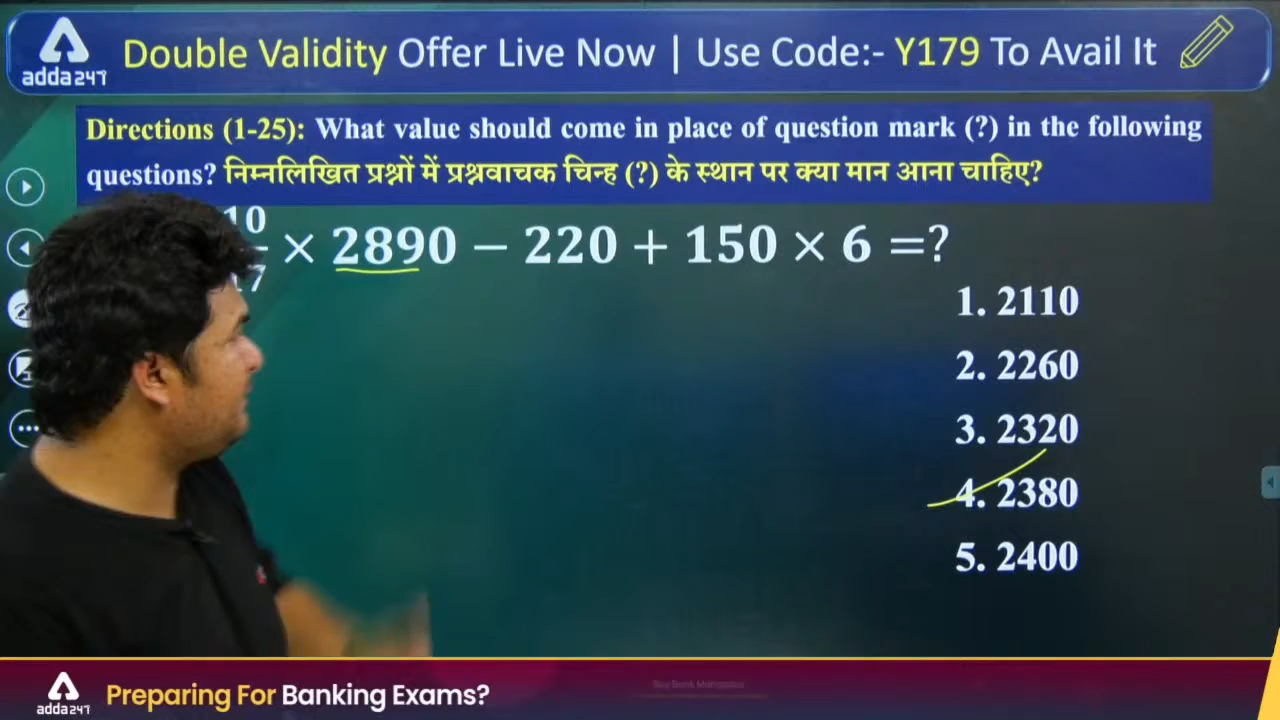 adda247
Double Validity Offer Live Now | Use Code:- Y179 To Avail It
Directions (1-25): What value should come in place of question mark (?) in the following
questions? निम्नलिखित प्रश्नों में प्रश्नवाचक चिन्ह (?) के स्थान पर क्या मान आना चाहिए?
10
× 2890 − 220 + 150 × 6 =?
17
1. 2110
2. 2260
3. 2320
4. 2380
5. 2400
adda247
Preparing For Banking Exams?